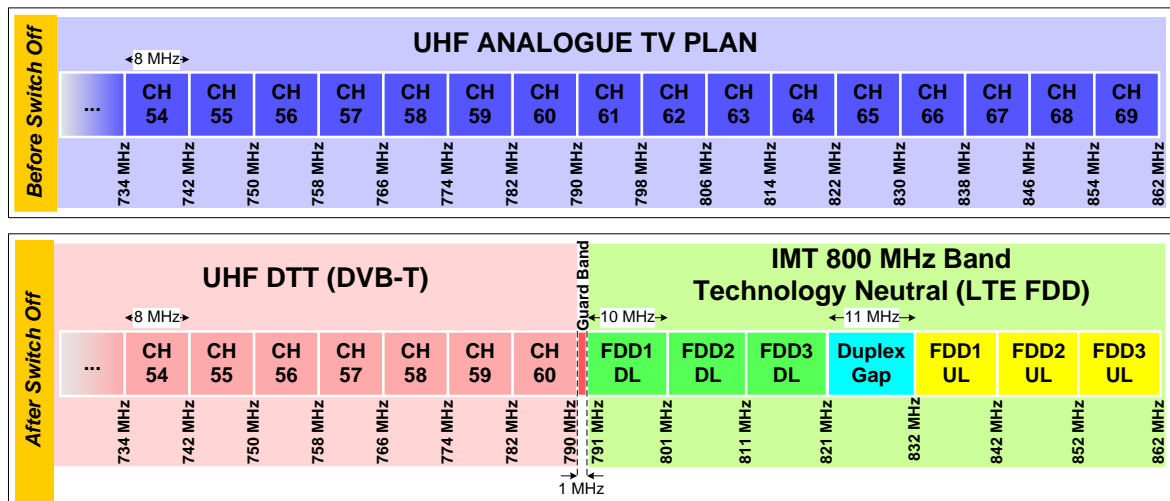 Before Switch Off
UHF ANALOGUE TV PLAN
8 MHz
...
CH 54
CH 55
CH 56
CH 57
CH 58
CH 59
CH 60
CH 61
CH 62
CH 63
CH 64
CH 65
CH 66
CH 67
CH 68
CH 69
734 MHz
742 MHz
750 MHz
758 MHz
766 MHz
774 MHz
782 MHz
790 MHz
798 MHz
806 MHz
814 MHz
822 MHz
830 MHz
838 MHz
846 MHz
854 MHz
862 MHz
After Switch Off
UHF DTT (DVB-T)
Guard Band
IMT 800 MHz Band
Technology Neutral (LTE FDD)
8 MHz
10 MHz
11 MHz
...
CH 54
CH 55
CH 56
CH 57
CH 58
CH 59
CH 60
FDD1 DL
FDD2 DL
FDD3 DL
Duplex Gap
FDD1 UL
FDD2 UL
FDD3 UL
734 MHz
742 MHz
750 MHz
758 MHz
766 MHz
774 MHz
782 MHz
790 MHz
791 MHz
801 MHz
811 MHz
821 MHz
832 MHz
842 MHz
852 MHz
862 MHz
1 MHz